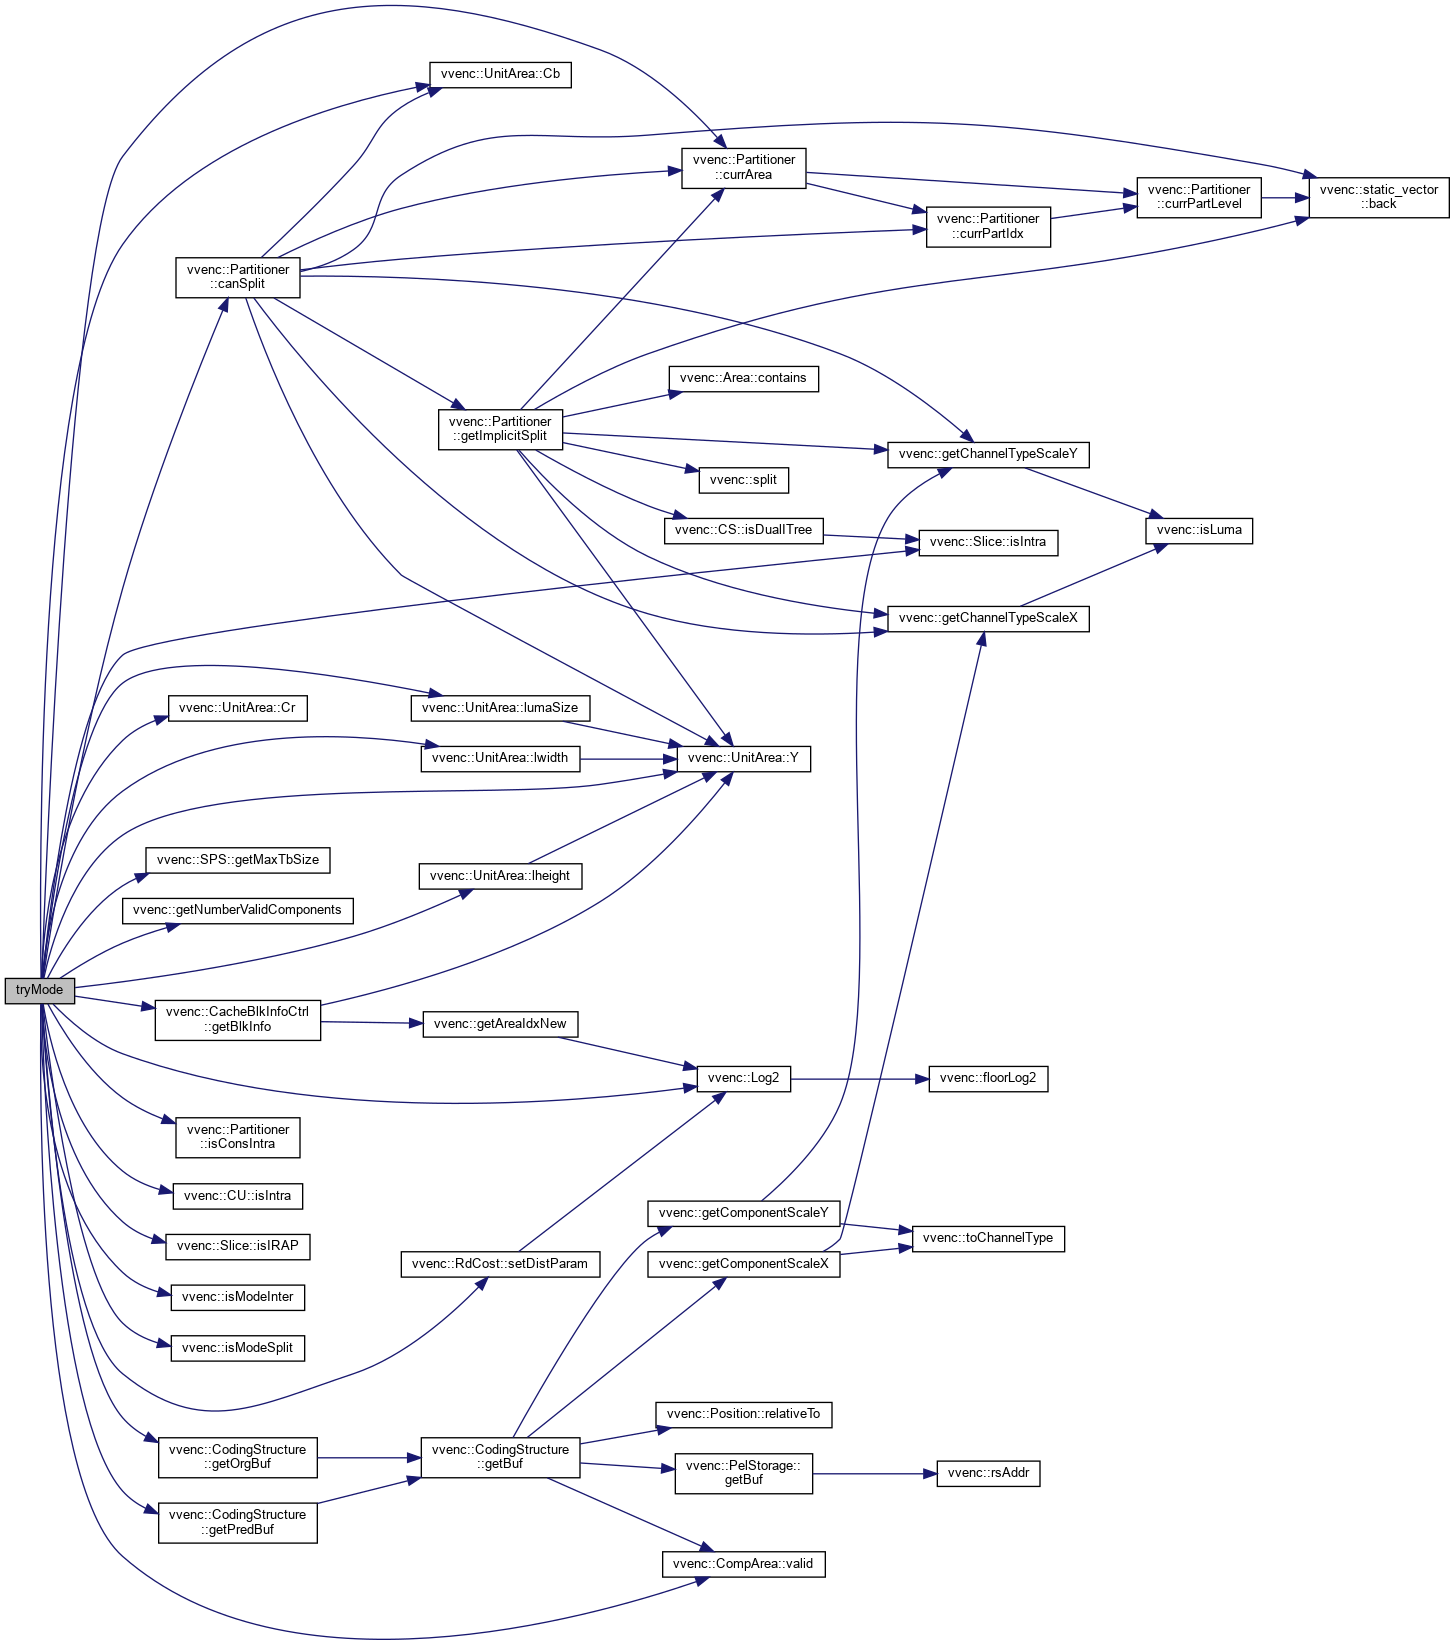 vvenc::UnitArea::Cb
vvenc::Partitioner
::currArea
vvenc::Partitioner
::currPartLevel
vvenc::static_vector
::back
vvenc::Partitioner
::currPartIdx
vvenc::Partitioner
::canSplit
vvenc::Area::contains
vvenc::Partitioner
::getImplicitSplit
vvenc::getChannelTypeScaleY
vvenc::split
vvenc::CS::isDualITree
vvenc::isLuma
vvenc::Slice::isIntra
vvenc::getChannelTypeScaleX
vvenc::UnitArea::Cr
vvenc::UnitArea::lumaSize
vvenc::UnitArea::lwidth
vvenc::UnitArea::Y
vvenc::SPS::getMaxTbSize
vvenc::UnitArea::lheight
vvenc::getNumberValidComponents
tryMode
vvenc::CacheBlkInfoCtrl
::getBlkInfo
vvenc::getAreaIdxNew
vvenc::Log2
vvenc::floorLog2
vvenc::Partitioner
::isConsIntra
vvenc::CU::isIntra
vvenc::getComponentScaleY
vvenc::toChannelType
vvenc::Slice::isIRAP
vvenc::RdCost::setDistParam
vvenc::getComponentScaleX
vvenc::isModeInter
vvenc::isModeSplit
vvenc::Position::relativeTo
vvenc::CodingStructure
::getOrgBuf
vvenc::CodingStructure
::getBuf
vvenc::PelStorage::
getBuf
vvenc::rsAddr
vvenc::CodingStructure
::getPredBuf
vvenc::CompArea::valid